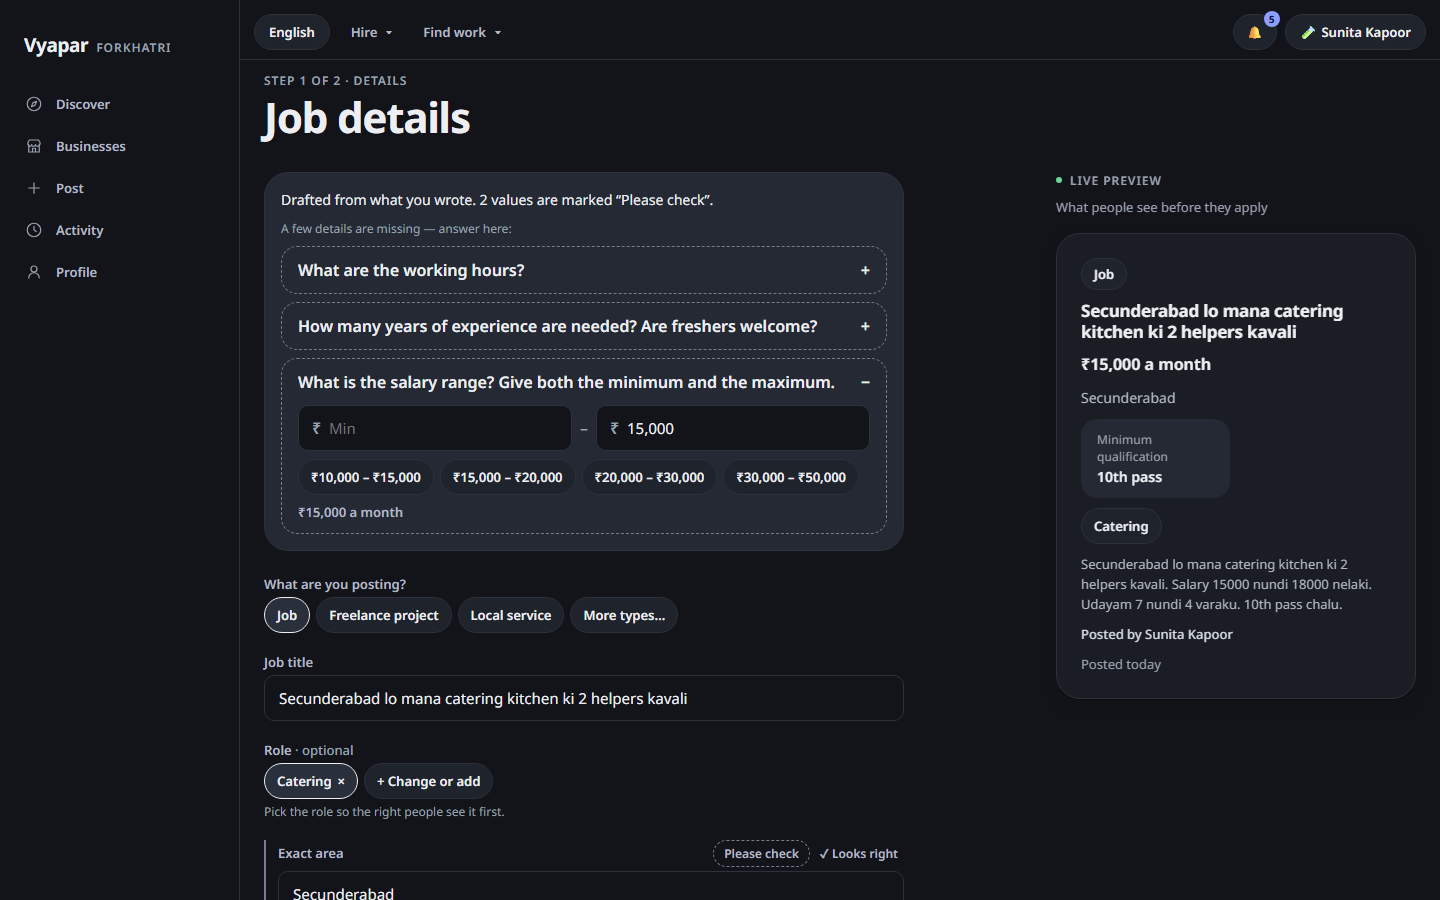 Vyapar FORKHATRI
Discover
Businesses
Post
Activity
Profile
English Hire Find work
5
Sunita Kapoor
STEP 1 OF 2 · DETAILS
Job details
Drafted from what you wrote. 2 values are marked “Please check”.
A few details are missing — answer here:
What are the working hours? +
How many years of experience are needed? Are freshers welcome? +
What is the salary range? Give both the minimum and the maximum. −
₹ Min – ₹ 15,000
₹10,000 – ₹15,000 ₹15,000 – ₹20,000 ₹20,000 – ₹30,000 ₹30,000 – ₹50,000
₹15,000 a month
What are you posting?
Job Freelance project Local service More types...
Job title
Secunderabad lo mana catering kitchen ki 2 helpers kavali
Role · optional
Catering × + Change or add
Pick the role so the right people see it first.
Exact area Please check ✓ Looks right
Secunderabad
LIVE PREVIEW
What people see before they apply
Job
Secunderabad lo mana catering
kitchen ki 2 helpers kavali
₹15,000 a month
Secunderabad
Minimum
qualification
10th pass
Catering
Secunderabad lo mana catering kitchen ki 2
helpers kavali. Salary 15000 nundi 18000 nelaki.
Udayam 7 nundi 4 varaku. 10th pass chalu.
Posted by Sunita Kapoor
Posted today